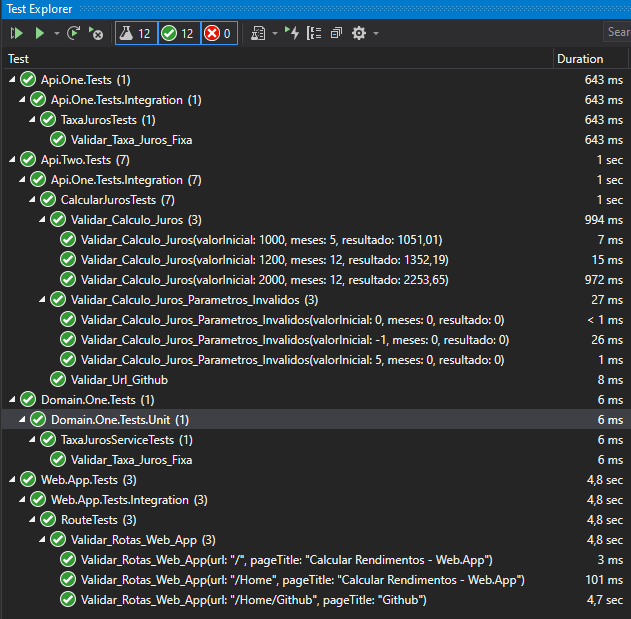 Test Explorer
12 12 0 Sear
Test Duration
Api.One.Tests (1) 643 ms
Api.One.Tests.Integration (1) 643 ms
TaxaJurosTests (1) 643 ms
Validar_Taxa_Juros_Fixa 643 ms
Api.Two.Tests (7) 1 sec
Api.One.Tests.Integration (7) 1 sec
CalcularJurosTests (7) 1 sec
Validar_Calculo_Juros (3) 994 ms
Validar_Calculo_Juros(valorInicial: 1000, meses: 5, resultado: 1051,01) 7 ms
Validar_Calculo_Juros(valorInicial: 1200, meses: 12, resultado: 1352,19) 15 ms
Validar_Calculo_Juros(valorInicial: 2000, meses: 12, resultado: 2253,65) 972 ms
Validar_Calculo_Juros_Parametros_Invalidos (3) 27 ms
Validar_Calculo_Juros_Parametros_Invalidos(valorInicial: 0, meses: 0, resultado: 0) < 1 ms
Validar_Calculo_Juros_Parametros_Invalidos(valorInicial: -1, meses: 0, resultado: 0) 26 ms
Validar_Calculo_Juros_Parametros_Invalidos(valorInicial: 5, meses: 0, resultado: 0) 1 ms
Validar_Url_Github 8 ms
Domain.One.Tests (1) 6 ms
Domain.One.Tests.Unit (1) 6 ms
TaxaJurosServiceTests (1) 6 ms
Validar_Taxa_Juros_Fixa 6 ms
Web.App.Tests (3) 4,8 sec
Web.App.Tests.Integration (3) 4,8 sec
RouteTests (3) 4,8 sec
Validar_Rotas_Web_App (3) 4,8 sec
Validar_Rotas_Web_App(url: "/", pageTitle: "Calcular Rendimentos - Web.App") 3 ms
Validar_Rotas_Web_App(url: "/Home", pageTitle: "Calcular Rendimentos - Web.App") 101 ms
Validar_Rotas_Web_App(url: "/Home/Github", pageTitle: "Github") 4,7 sec